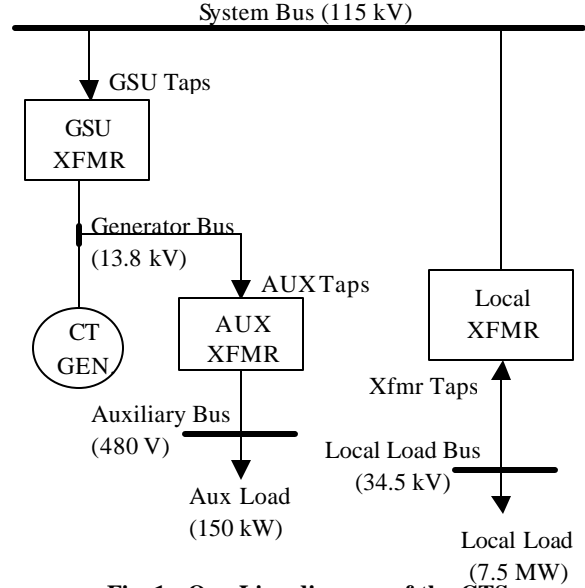 System Bus (115 kV)
GSU Taps
GSU
XFMR
Generator Bus
(13.8 kV)
AUX Taps
CT
GEN.
AUX
XFMR
Local
XFMR
Xfmr Taps
Auxiliary Bus
(480 V)
Local Load Bus
(34.5 kV)
Aux Load
(150 kW)
Local Load
(7.5 MW)